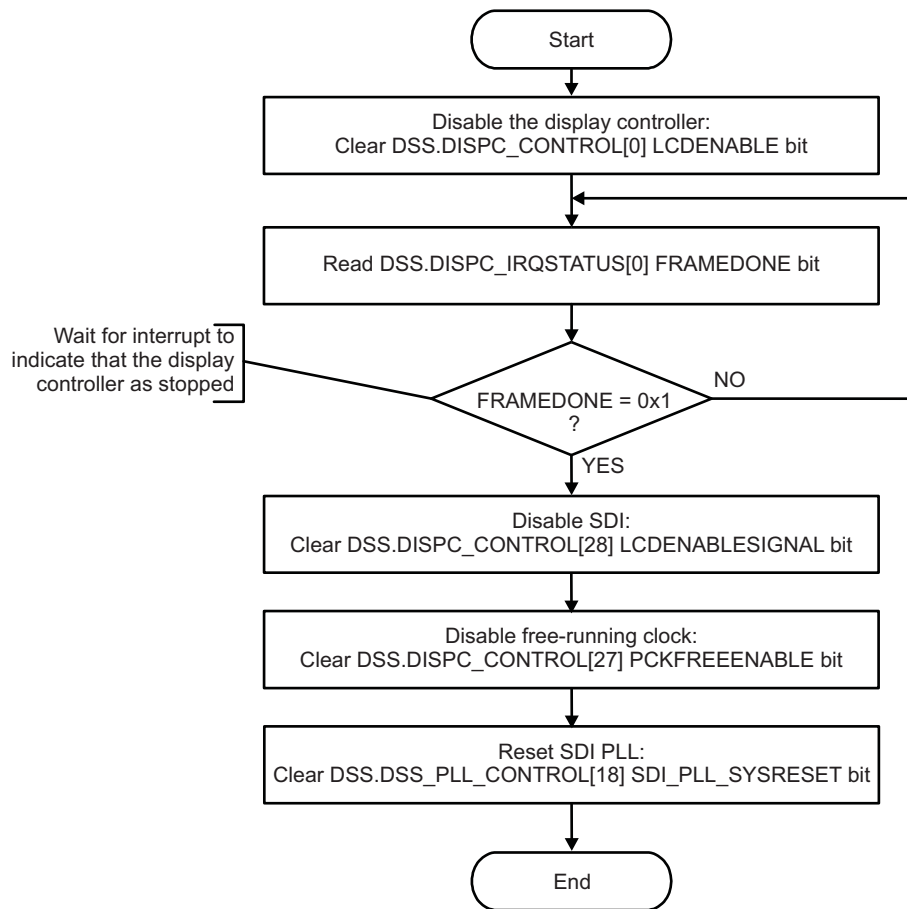 Start
Disable the display controller:
Clear DSS.DISPC_CONTROL[0] LCDENABLE bit
Read DSS.DISPC_IRQSTATUS[0] FRAMEDONE bit
Wait for interrupt to
indicate that the display
controller as stopped
NO
FRAMEDONE = 0x1
?
YES
Disable SDI:
Clear DSS.DISPC_CONTROL[28] LCDENABLESIGNAL bit
Disable free-running clock:
Clear DSS.DISPC_CONTROL[27] PCKFREEENABLE bit
Reset SDI PLL:
Clear DSS.DSS_PLL_CONTROL[18] SDI_PLL_SYSRESET bit
End